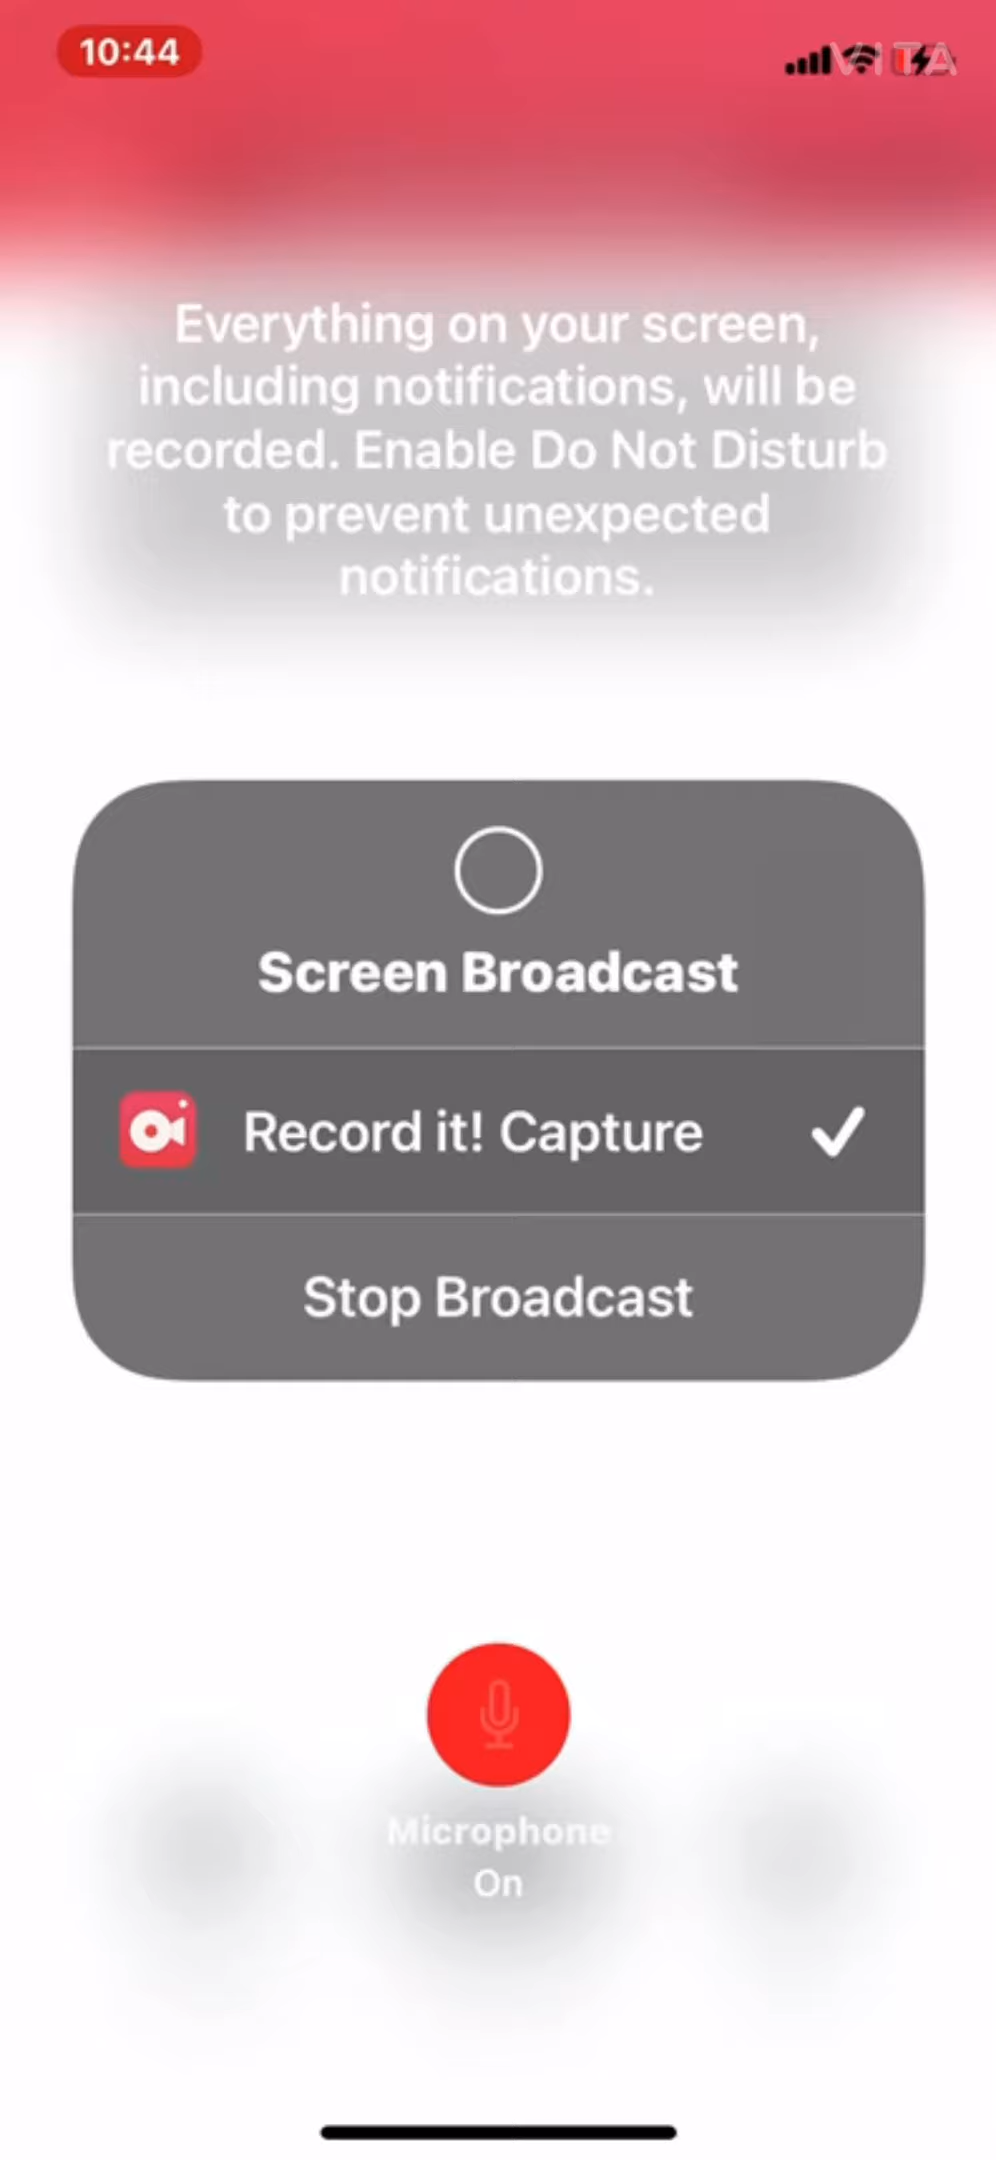 10:44
VITA
Everything on your screen,
including notifications, will be
recorded. Enable Do Not Disturb
to prevent unexpected
notifications.
Screen Broadcast
Record it! Capture
Stop Broadcast
Microphone
On